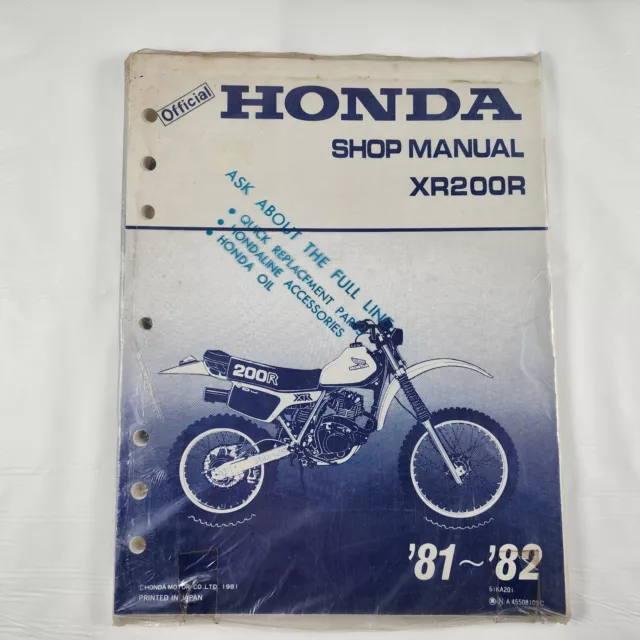 Official
HONDA
SHOP MANUAL
XR200R
ASK ABOUT THE FULL LINE
• QUICK REPLACEMENT PARTS
• HONDALINE ACCESSORIES
• HONDA OIL
200R
XR
'81~'82
©HONDA MOTOR CO.,LTD. 1981
PRINTED IN JAPAN
61KA201